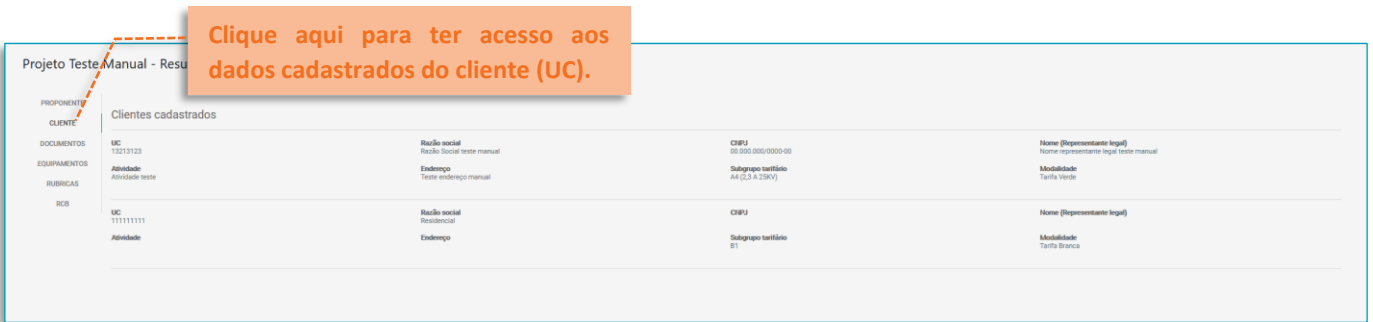 Clique aqui para ter acesso aos
dados cadastrados do cliente (UC).
Projeto Teste Manual - Resu
PROPONENTE
CLIENTE
DOCUMENTOS
EQUIPAMENTOS
RUBRICAS
RCB
Clientes cadastrados
UC Razão social CNPJ Nome (Representante legal)
13213123 Razão Social teste manual 00.000.000/0000-00 Nome representante legal teste manual
Atividade Endereço Subgrupo tarifário Modalidade
Atividade teste Teste endereço manual A4 (2,3 A 25KV) Tarifa Verde
UC Razão social CNPJ Nome (Representante legal)
111111111 Residencial
Atividade Endereço Subgrupo tarifário Modalidade
B1 Tarifa Branca